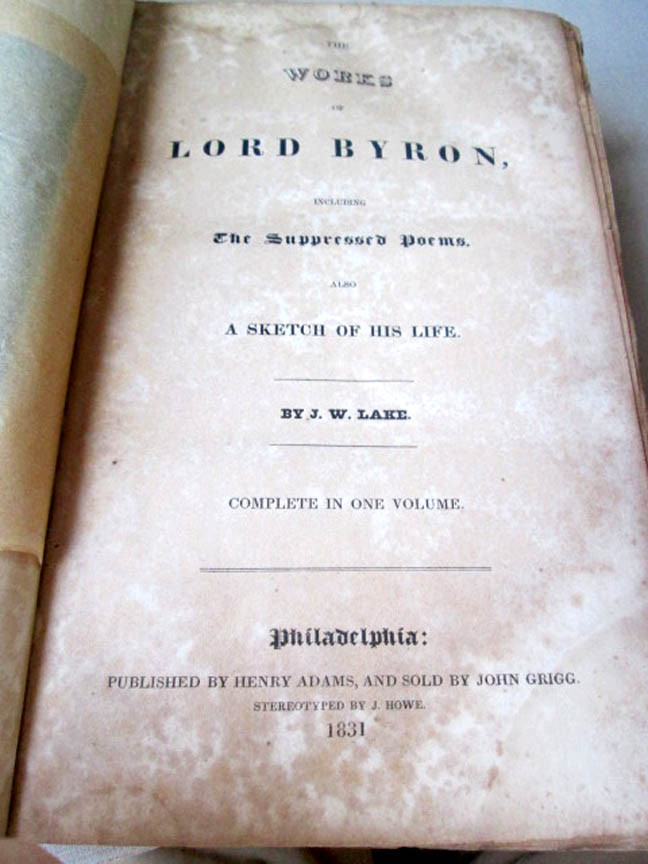 THE
WORKS
OF
LORD BYRON,
INCLUDING
The Suppressed Poems.
ALSO
A SKETCH OF HIS LIFE.
BY J. W. LAKE.
COMPLETE IN ONE VOLUME.
Philadelphia:
PUBLISHED BY HENRY ADAMS, AND SOLD BY JOHN GRIGG.
STEREOTYPED BY J. HOWE.
1831